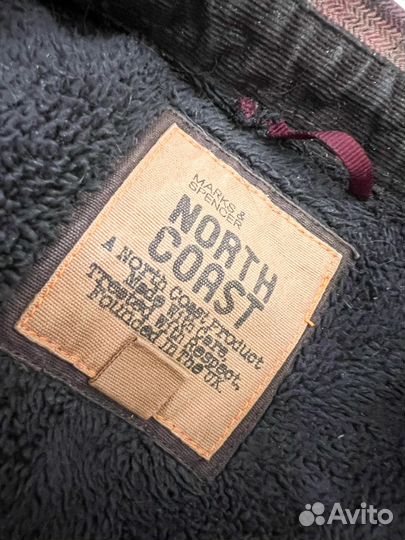 MARKS &
SPENCER
NORTH
COAST
A North Coast product
Made with Care,
Treated with Respect,
Founded in the UK.
Avito